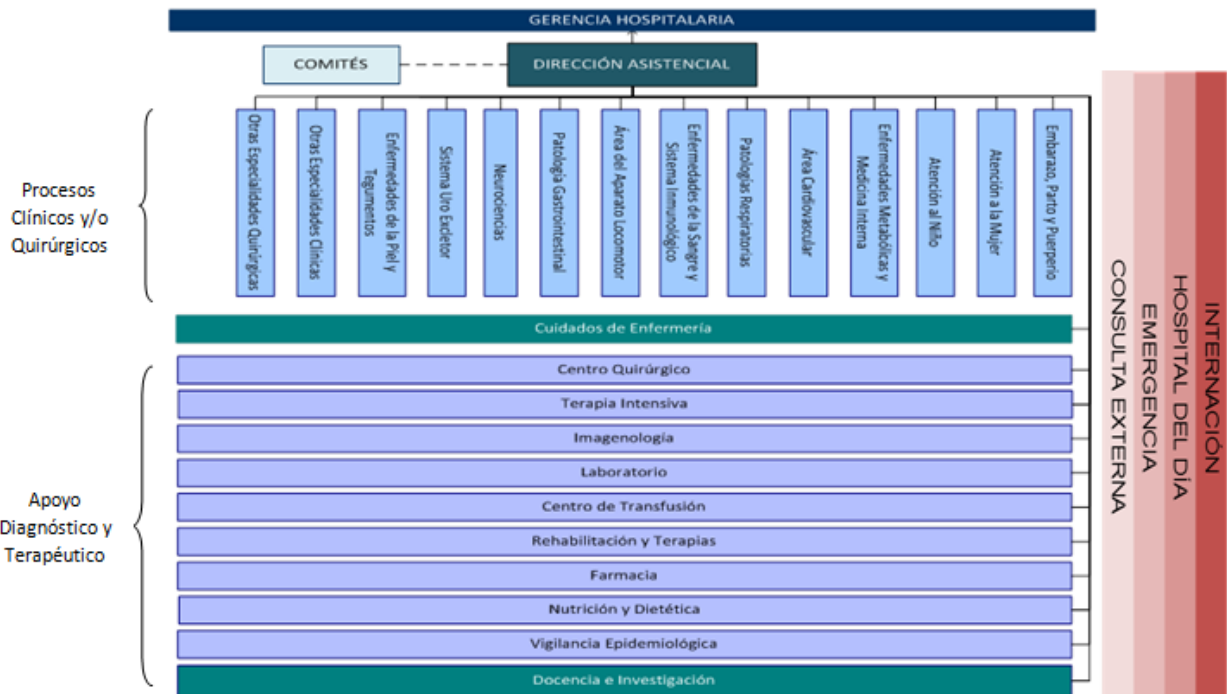 GERENCIA HOSPITALARIA
COMITÉS
DIRECCIÓN ASISTENCIAL
Procesos
Clínicos y/o
Quirúrgicos
Otras Especialidades Quirúrgicas
Otras Especialidades Clínicas
Enfermedades de la Piel y
Tegumentos
Sistema Uro Excletor
Neurociencias
Patología Gastrointestinal
Área del Aparato Locomotor
Enfermedades de la Sangre y
Sistema Inmunológico
Patologías Respiratorias
Área Cardiovascular
Enfermedades Metabólicas y
Medicina Interna
Atención al Niño
Atención a la Mujer
Embarazo, Parto y Puerperio
Cuidados de Enfermería
Apoyo
Diagnóstico y
Terapéutico
Centro Quirúrgico
Terapia Intensiva
Imagenología
Laboratorio
Centro de Transfusión
Rehabilitación y Terapias
Farmacia
Nutrición y Dietética
Vigilancia Epidemiológica
Docencia e Investigación
CONSULTA EXTERNA
EMERGENCIA
HOSPITAL DEL DÍA
INTERNACIÓN